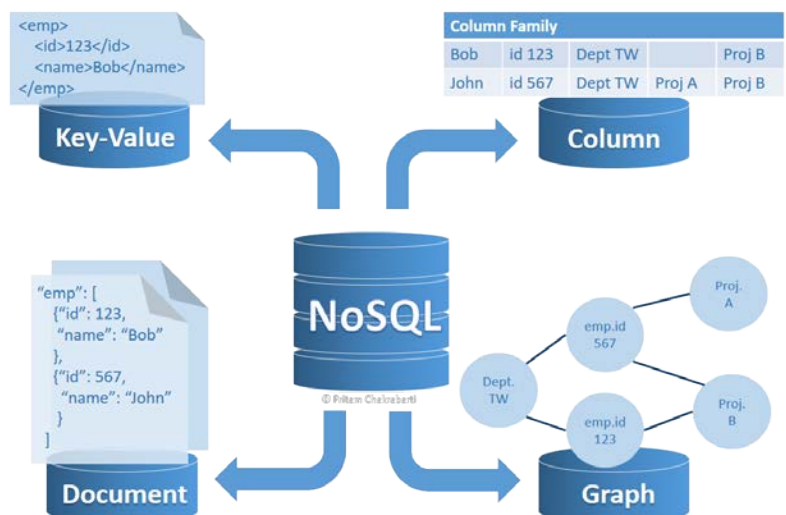 <emp>
<id>123</id>
<name>Bob</name>
</emp>
Key-Value
Column Family
Bob id 123 Dept TW Proj B
John id 567 Dept TW Proj A Proj B
Column
NoSQL
© Pritam Chakraborti
“emp”: [
{“id”: 123,
“name”: “Bob”
},
{“id”: 567,
“name”: “John”
}
]
Document
Proj.
A
emp.id
567
Dept.
TW
Proj.
B
emp.id
123
Graph